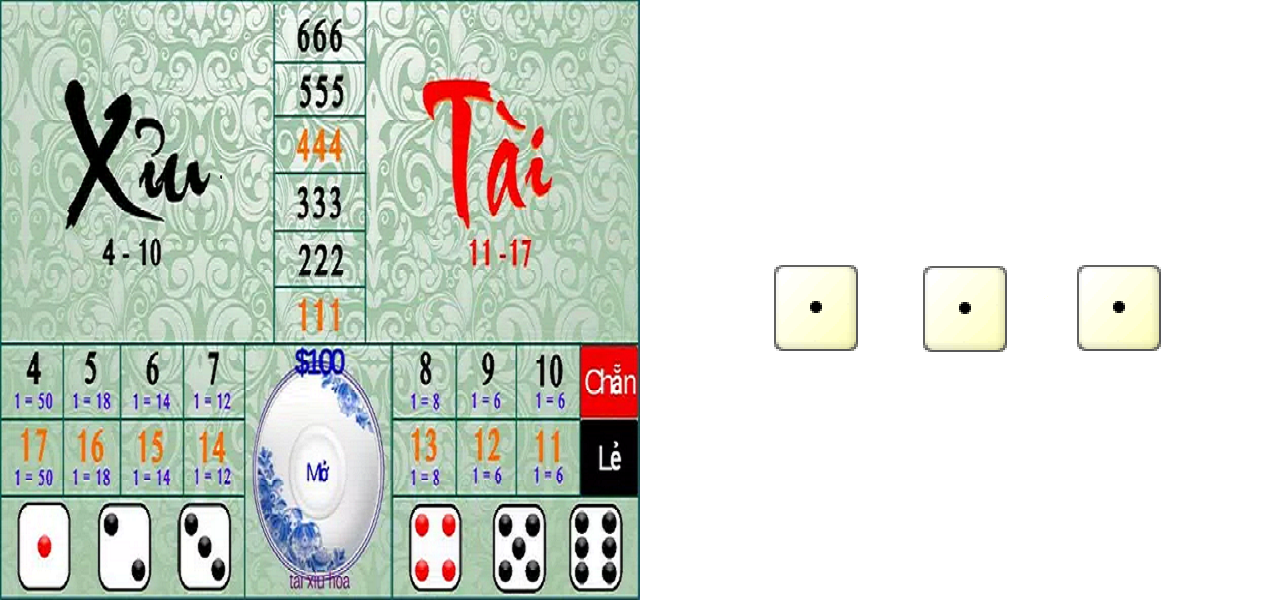 666
555
444
333
222
111
Xỉu
4 - 10
Tài
11 - 17
4 5 6 7
1 = 50 1 = 18 1 = 14 1 = 12
17 16 15 14
1 = 50 1 = 18 1 = 14 1 = 12
$100
Mở
tai xiu hoa
8 9 10 Chẵn
1 = 8 1 = 6 1 = 6
13 12 11 Lẻ
1 = 8 1 = 6 1 = 6